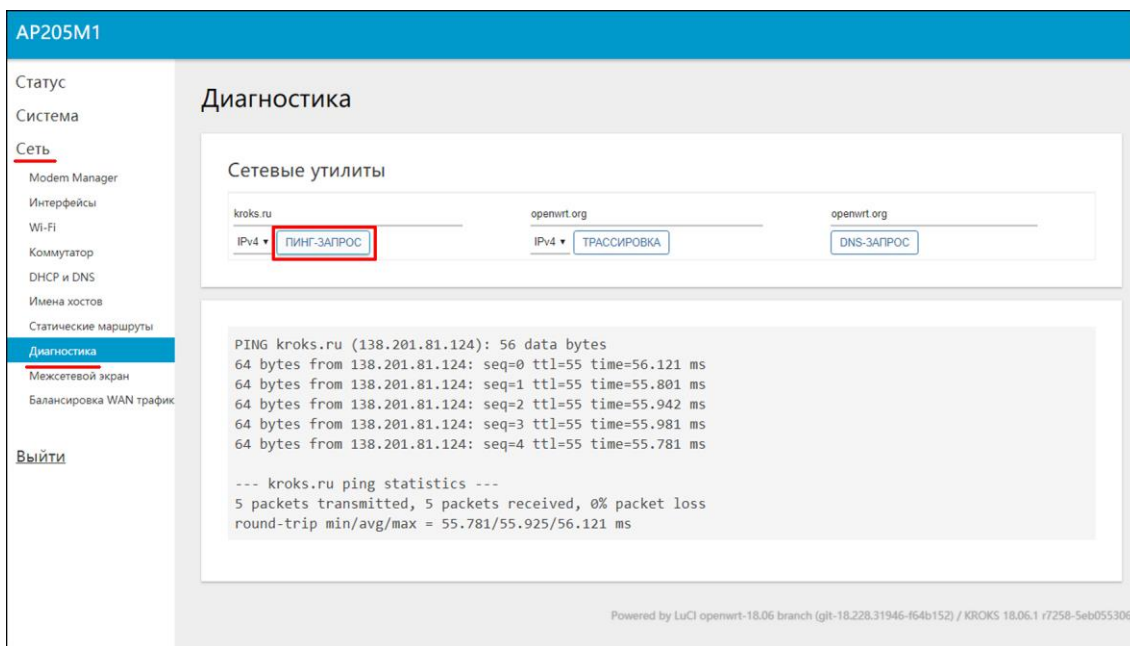 AP205M1
Статус
Система
Сеть
Modem Manager
Интерфейсы
Wi-Fi
Коммутатор
DHCP и DNS
Имена хостов
Статические маршруты
Диагностика
Межсетевой экран
Балансировка WAN трафик
Выйти
Диагностика
Сетевые утилиты
kroks.ru openwrt.org openwrt.org
IPv4 ▾ ПИНГ-ЗАПРОС IPv4 ▾ ТРАССИРОВКА DNS-ЗАПРОС
PING kroks.ru (138.201.81.124): 56 data bytes
64 bytes from 138.201.81.124: seq=0 ttl=55 time=56.121 ms
64 bytes from 138.201.81.124: seq=1 ttl=55 time=55.801 ms
64 bytes from 138.201.81.124: seq=2 ttl=55 time=55.942 ms
64 bytes from 138.201.81.124: seq=3 ttl=55 time=55.981 ms
64 bytes from 138.201.81.124: seq=4 ttl=55 time=55.781 ms
--- kroks.ru ping statistics ---
5 packets transmitted, 5 packets received, 0% packet loss
round-trip min/avg/max = 55.781/55.925/56.121 ms
Powered by LuCI openwrt-18.06 branch (git-18.228.31946-f64b152) / KROKS 18.06.1 r7258-5eb055306